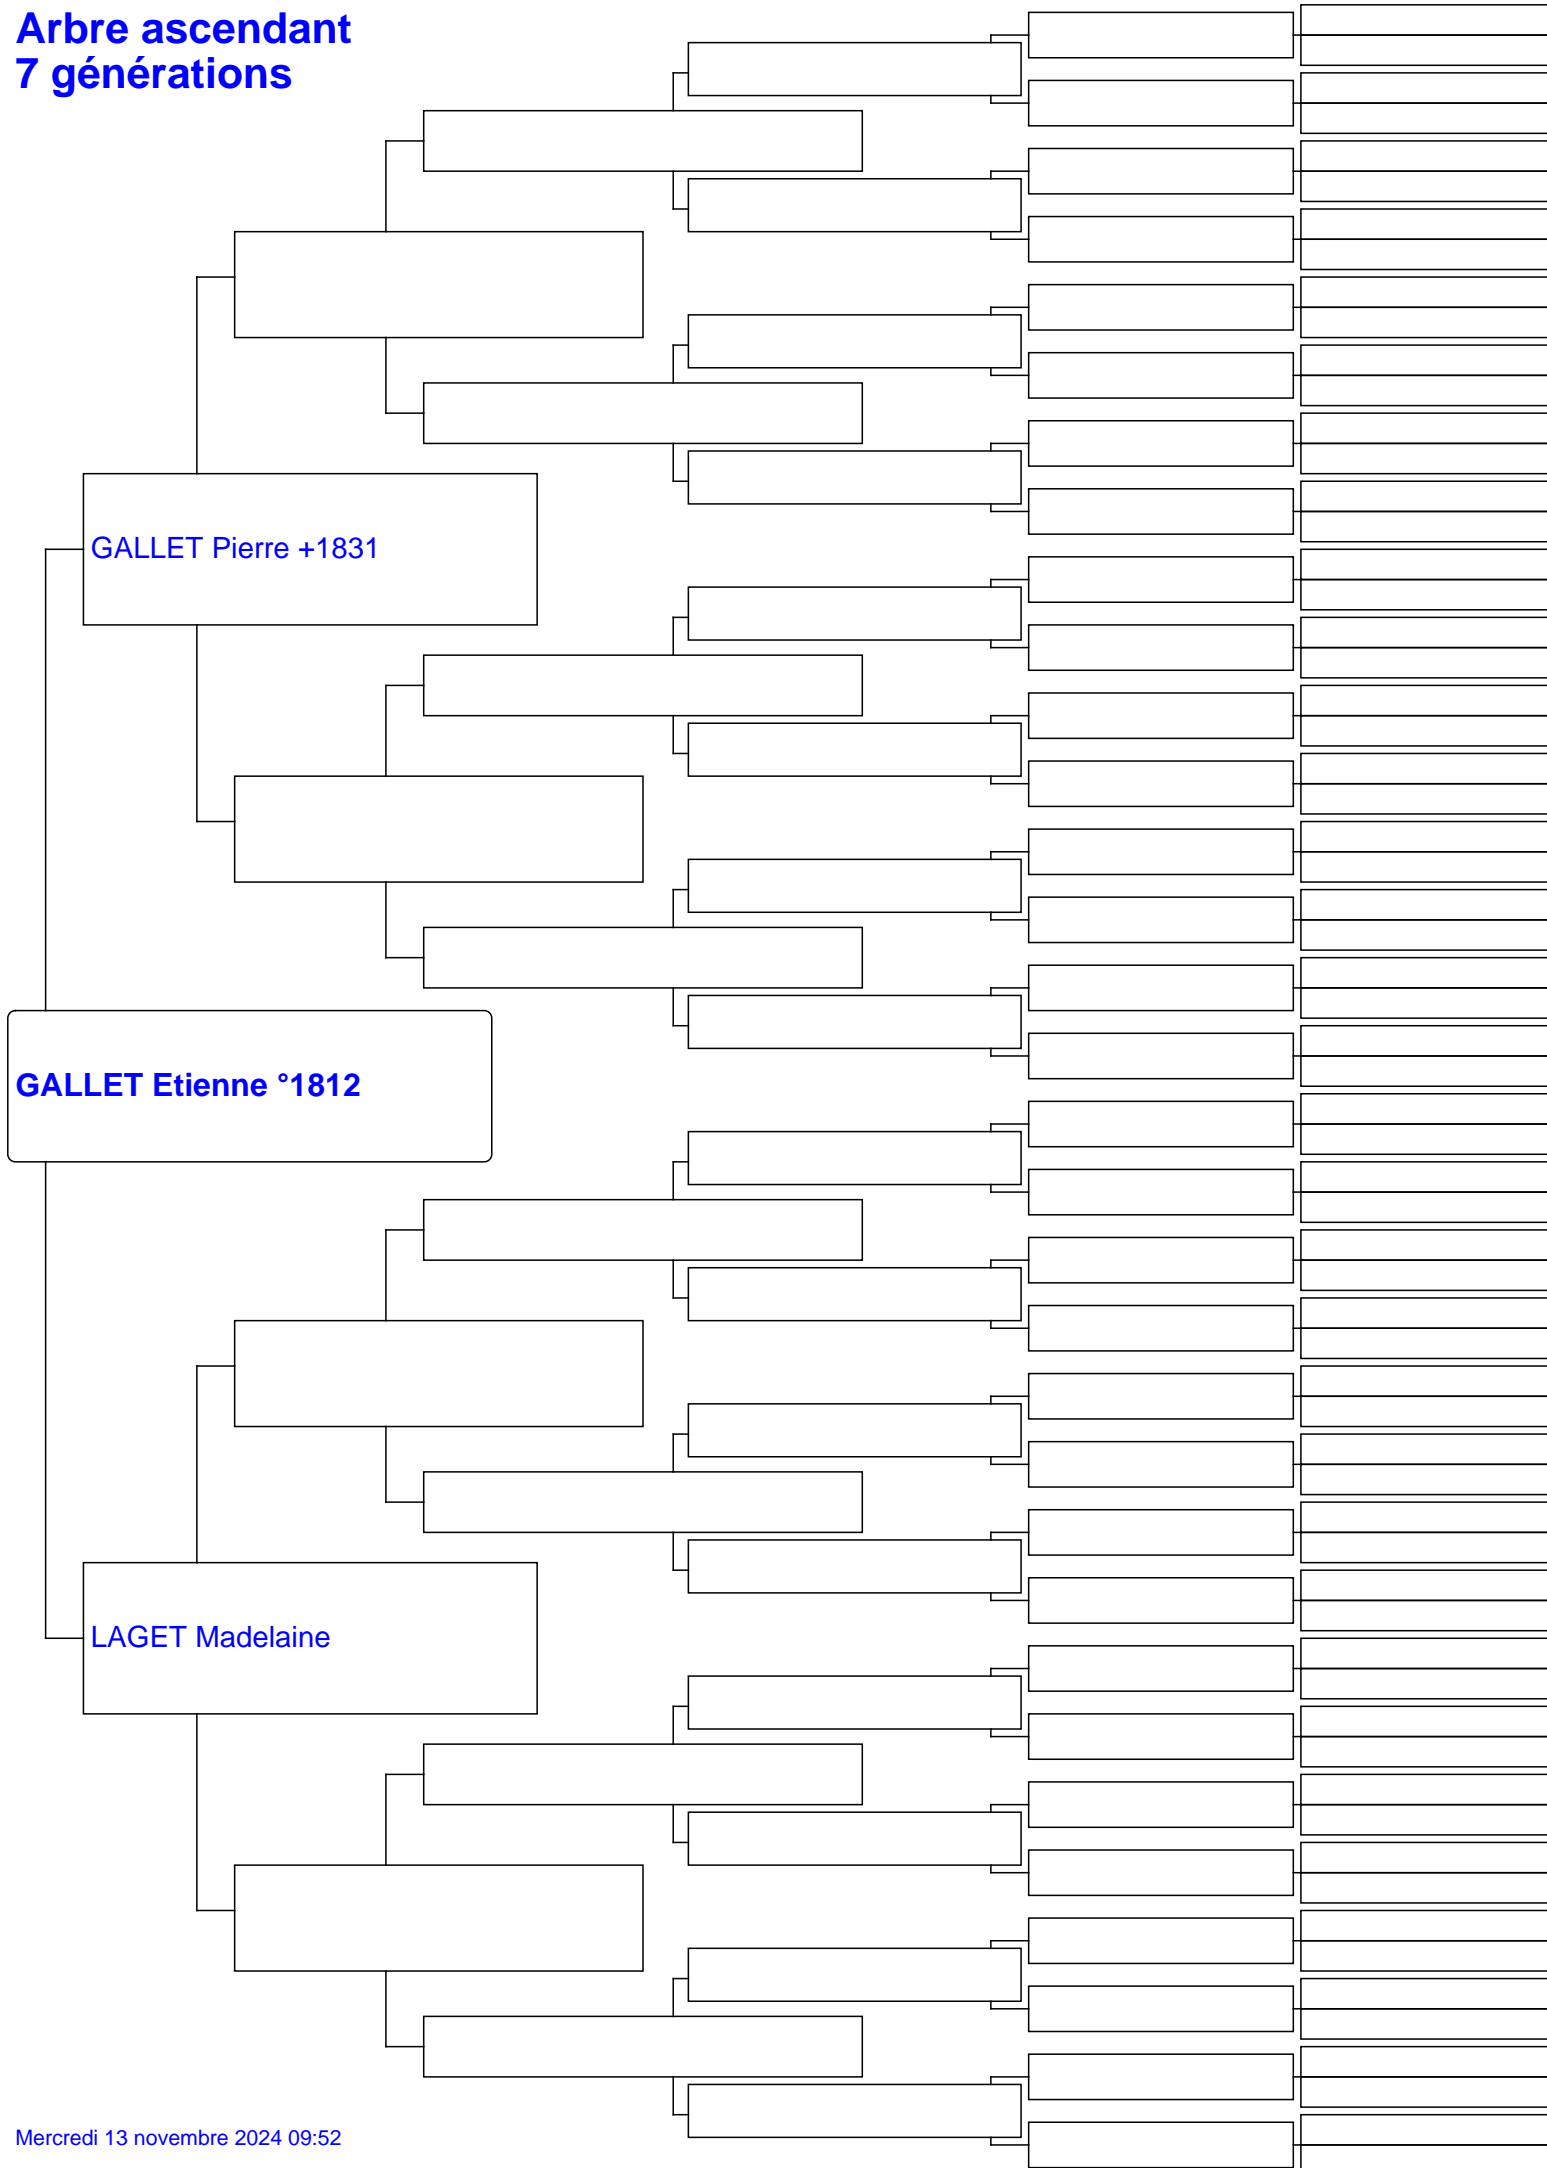 Arbre ascendant
7 générations
GALLET Pierre +1831
GALLET Etienne °1812
LAGET Madelaine
Mercredi 13 novembre 2024 09:52